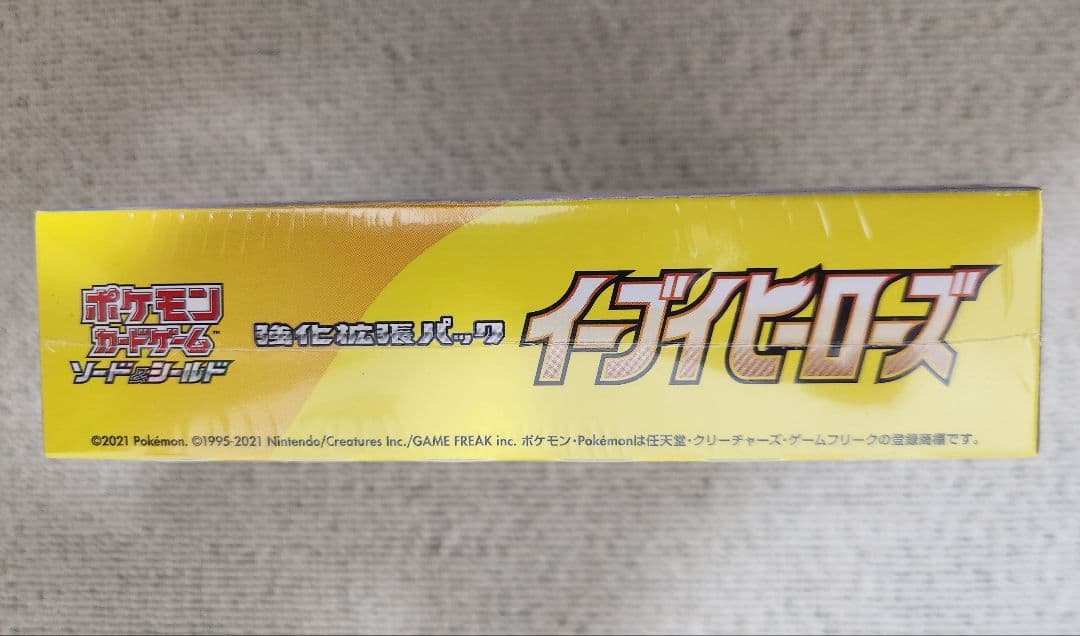 ポケモン
カードゲーム™
ソード&シールド
強化拡張パック
イーブイヒーローズ
©2021 Pokémon. ©1995-2021 Nintendo/Creatures Inc./GAME FREAK inc. ポケモン・Pokémonは任天堂・クリーチャーズ・ゲームフリークの登録商標です。